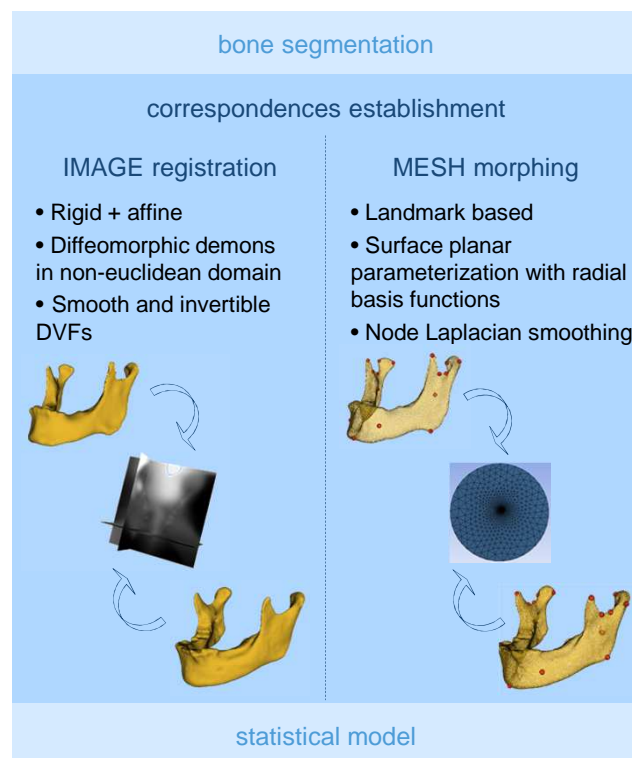 bone segmentation
correspondences establishment
IMAGE registration
• Rigid + affine
• Diffeomorphic demons
in non-euclidean domain
• Smooth and invertible
DVFs
MESH morphing
• Landmark based
• Surface planar
parameterization with radial
basis functions
• Node Laplacian smoothing
statistical model